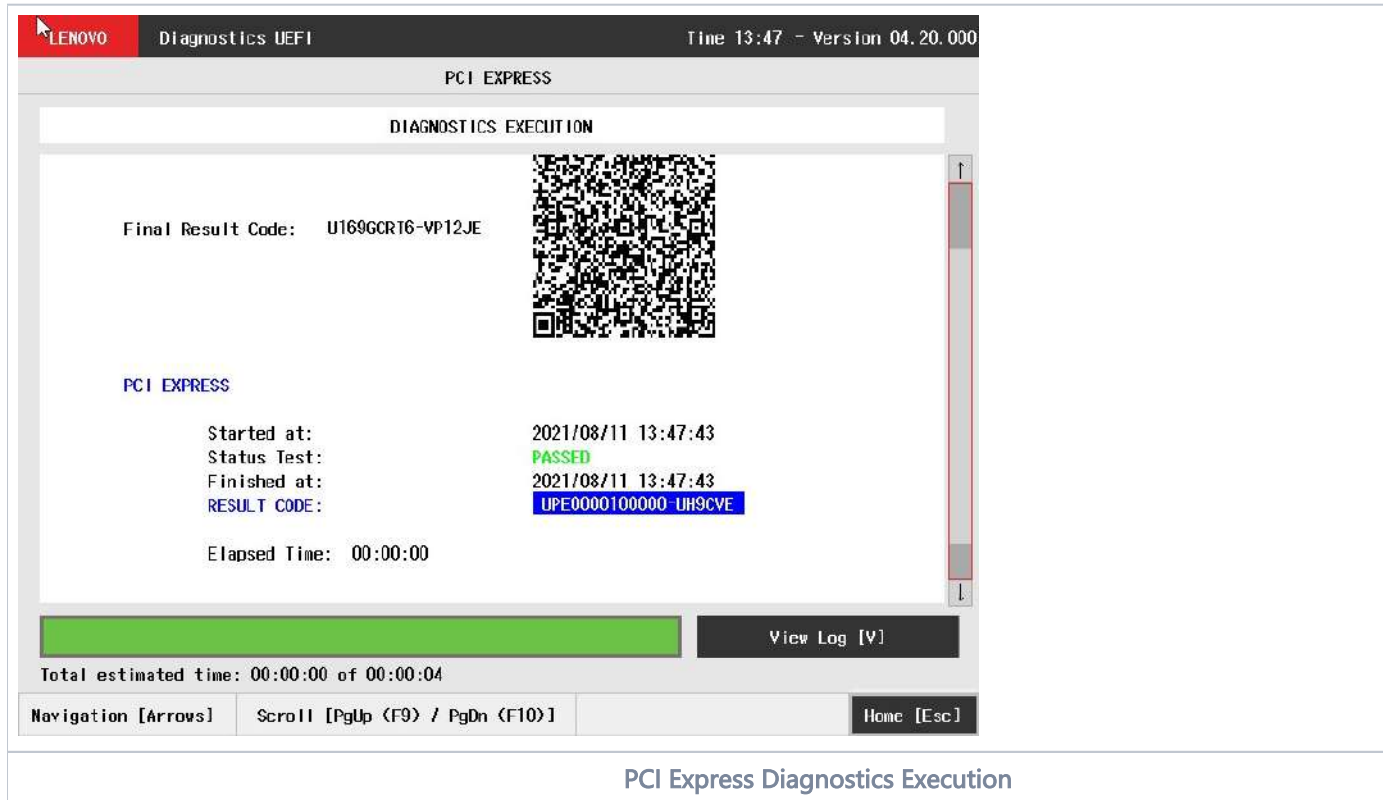 LENOVO Diagnostics UEFI Time 13:47 - Version 04.20.000
PCI EXPRESS
DIAGNOSTICS EXECUTION
Final Result Code: U169GCRT6-VP12JE
PCI EXPRESS
Started at: 2021/08/11 13:47:43
Status Test: PASSED
Finished at: 2021/08/11 13:47:43
RESULT CODE: UPE0000100000-UH9CVE
Elapsed Time: 00:00:00
View Log [V]
Total estimated time: 00:00:00 of 00:00:04
Navigation [Arrows] Scroll [PgUp (F9) / PgDn (F10)] Home [Esc]
PCI Express Diagnostics Execution